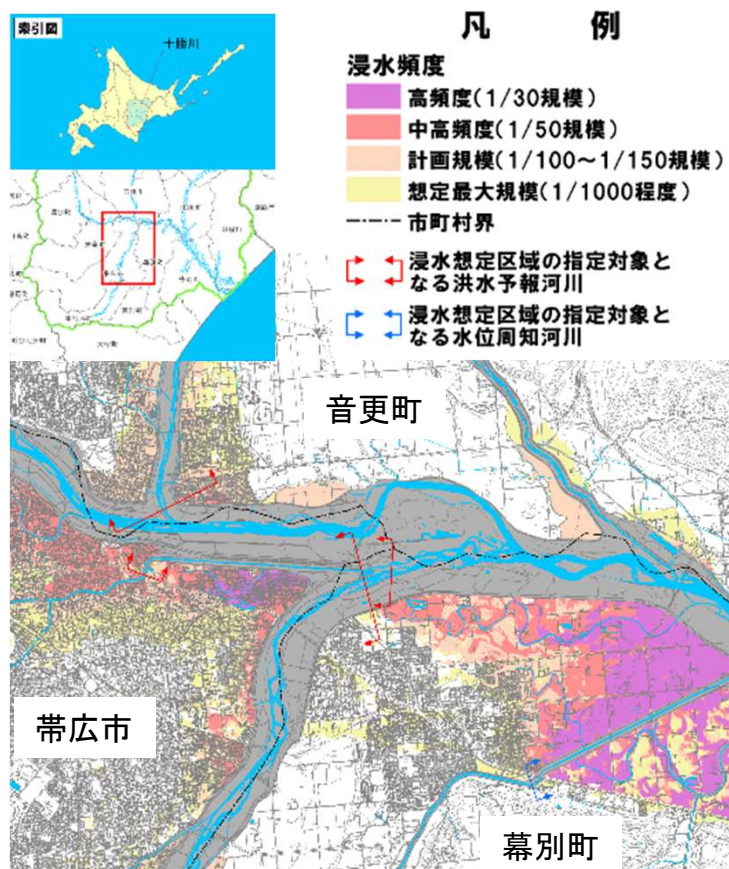 索引図
十勝川
凡 例
浸水頻度
高頻度(1/30規模)
中高頻度(1/50規模)
計画規模(1/100～1/150規模)
想定最大規模(1/1000程度)
市町村界
浸水想定区域の指定対象と
なる洪水予報河川
浸水想定区域の指定対象と
なる水位周知河川
音更町
帯広市
幕別町